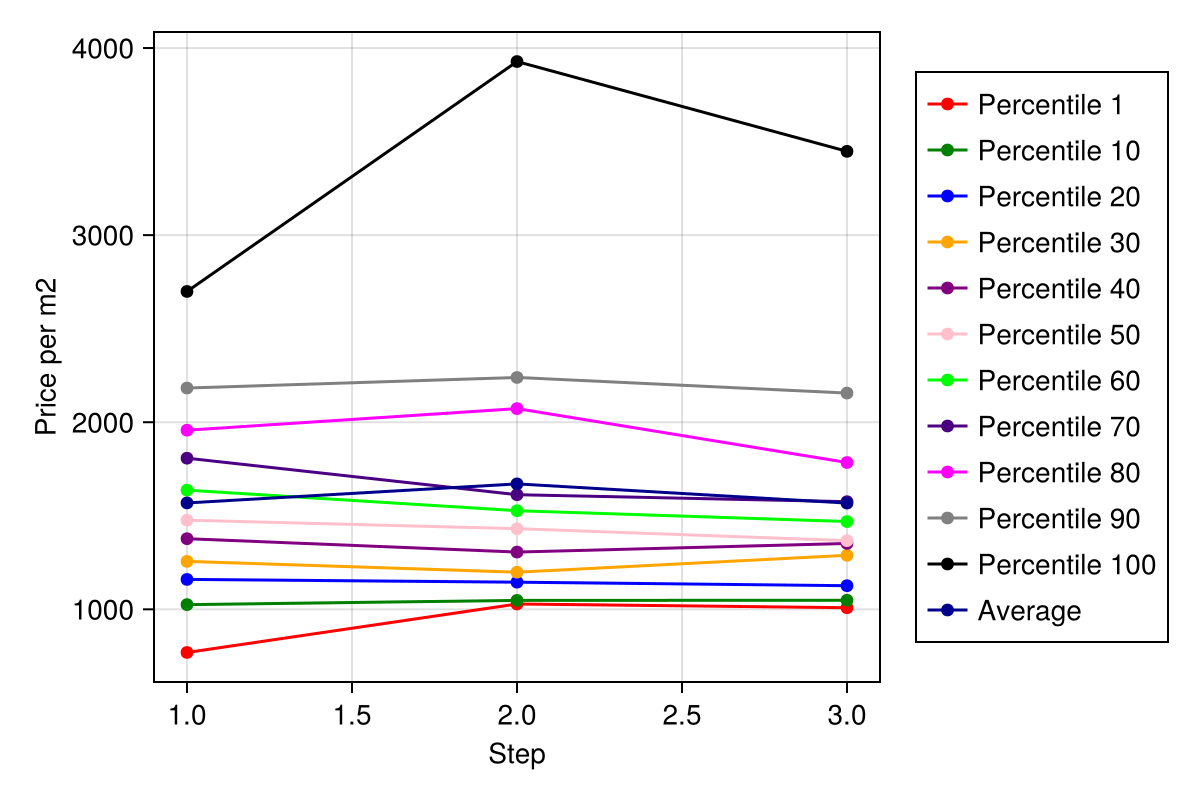 4000
3000
2000
1000
Price per m2
1.0 1.5 2.0 2.5 3.0
Step
Percentile 1
Percentile 10
Percentile 20
Percentile 30
Percentile 40
Percentile 50
Percentile 60
Percentile 70
Percentile 80
Percentile 90
Percentile 100
Average